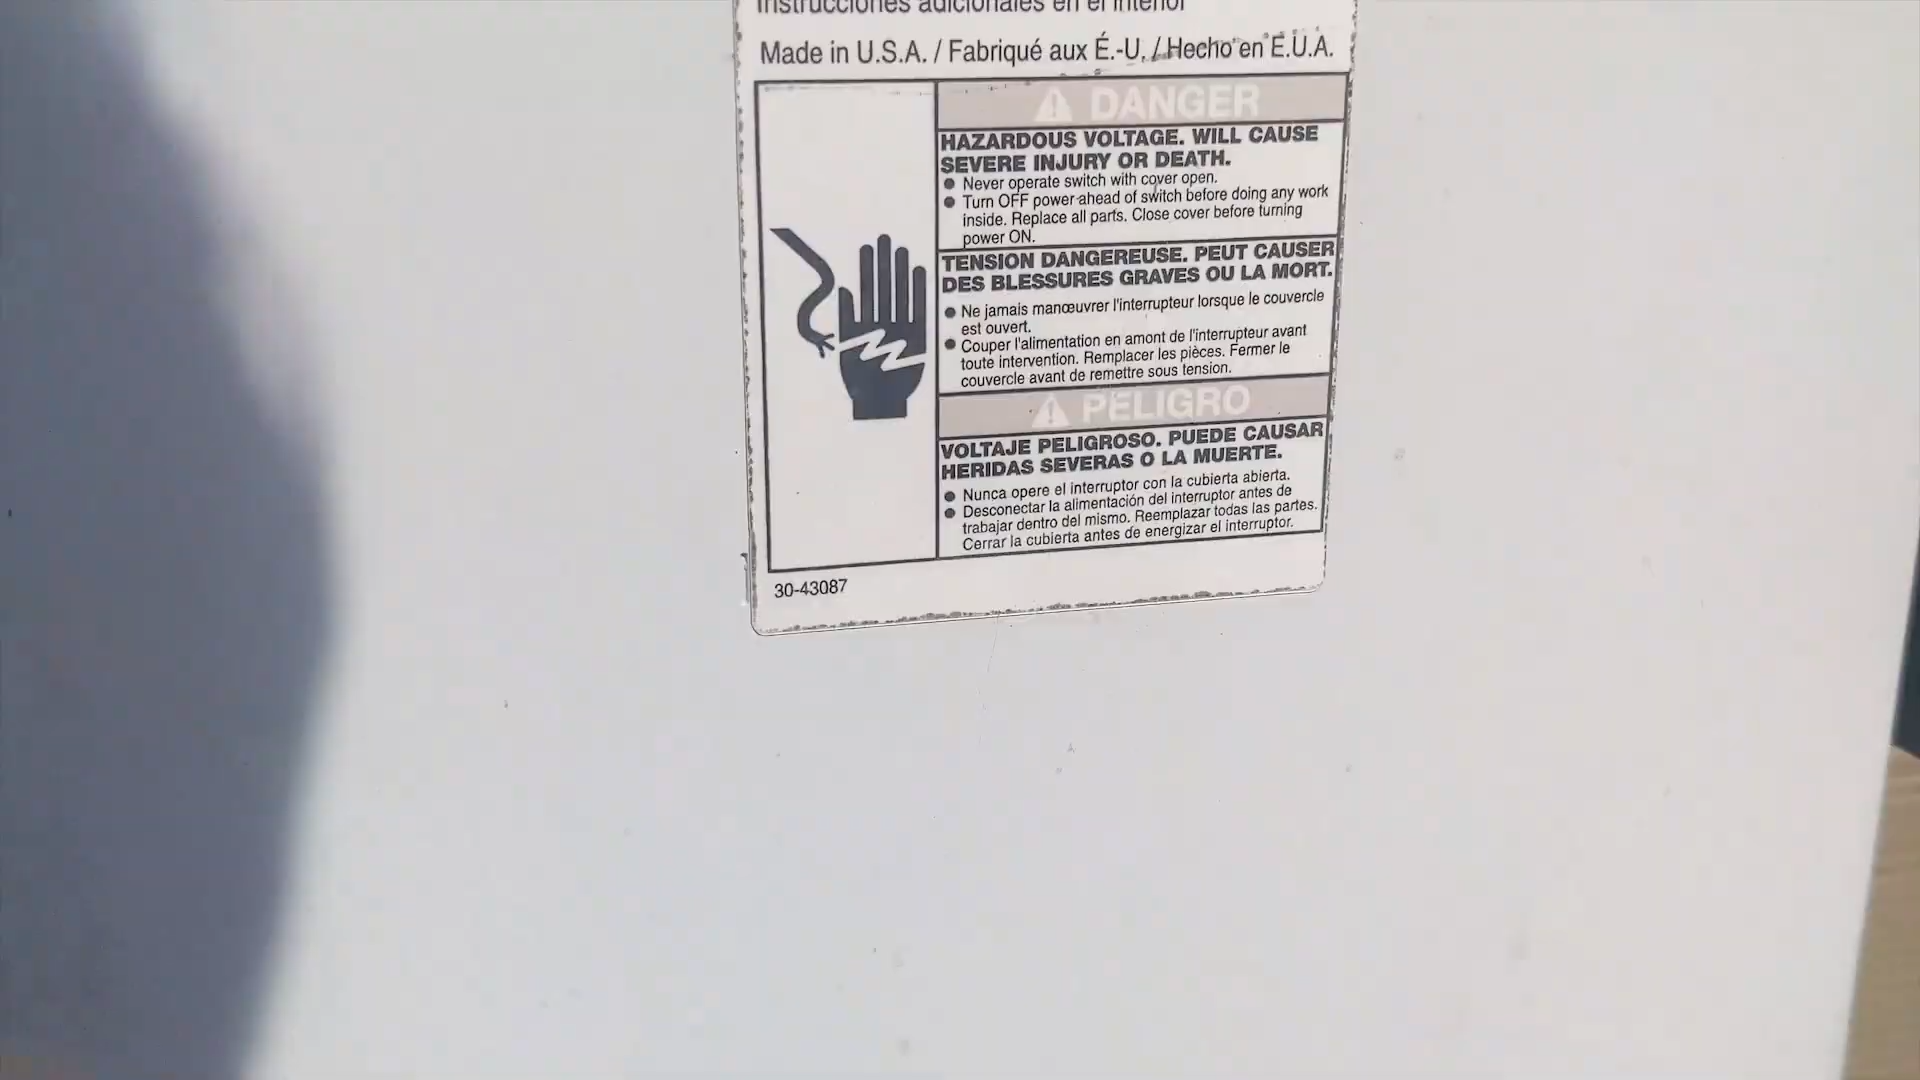 Instrucciones adicionales en el interior
Made in U.S.A. / Fabriqué aux É.-U. / Hecho en E.U.A.
DANGER
HAZARDOUS VOLTAGE. WILL CAUSE
SEVERE INJURY OR DEATH.
● Never operate switch with cover open.
● Turn OFF power ahead of switch before doing any work
inside. Replace all parts. Close cover before turning
power ON.
TENSION DANGEREUSE. PEUT CAUSER
DES BLESSURES GRAVES OU LA MORT.
● Ne jamais manœuvrer l'interrupteur lorsque le couvercle
est ouvert.
● Couper l'alimentation en amont de l'interrupteur avant
toute intervention. Remplacer les pièces. Fermer le
couvercle avant de remettre sous tension.
PELIGRO
VOLTAJE PELIGROSO. PUEDE CAUSAR
HERIDAS SEVERAS O LA MUERTE.
● Nunca opere el interruptor con la cubierta abierta.
● Desconectar la alimentación del interruptor antes de
trabajar dentro del mismo. Reemplazar todas las partes.
Cerrar la cubierta antes de energizar el interruptor.
30-43087